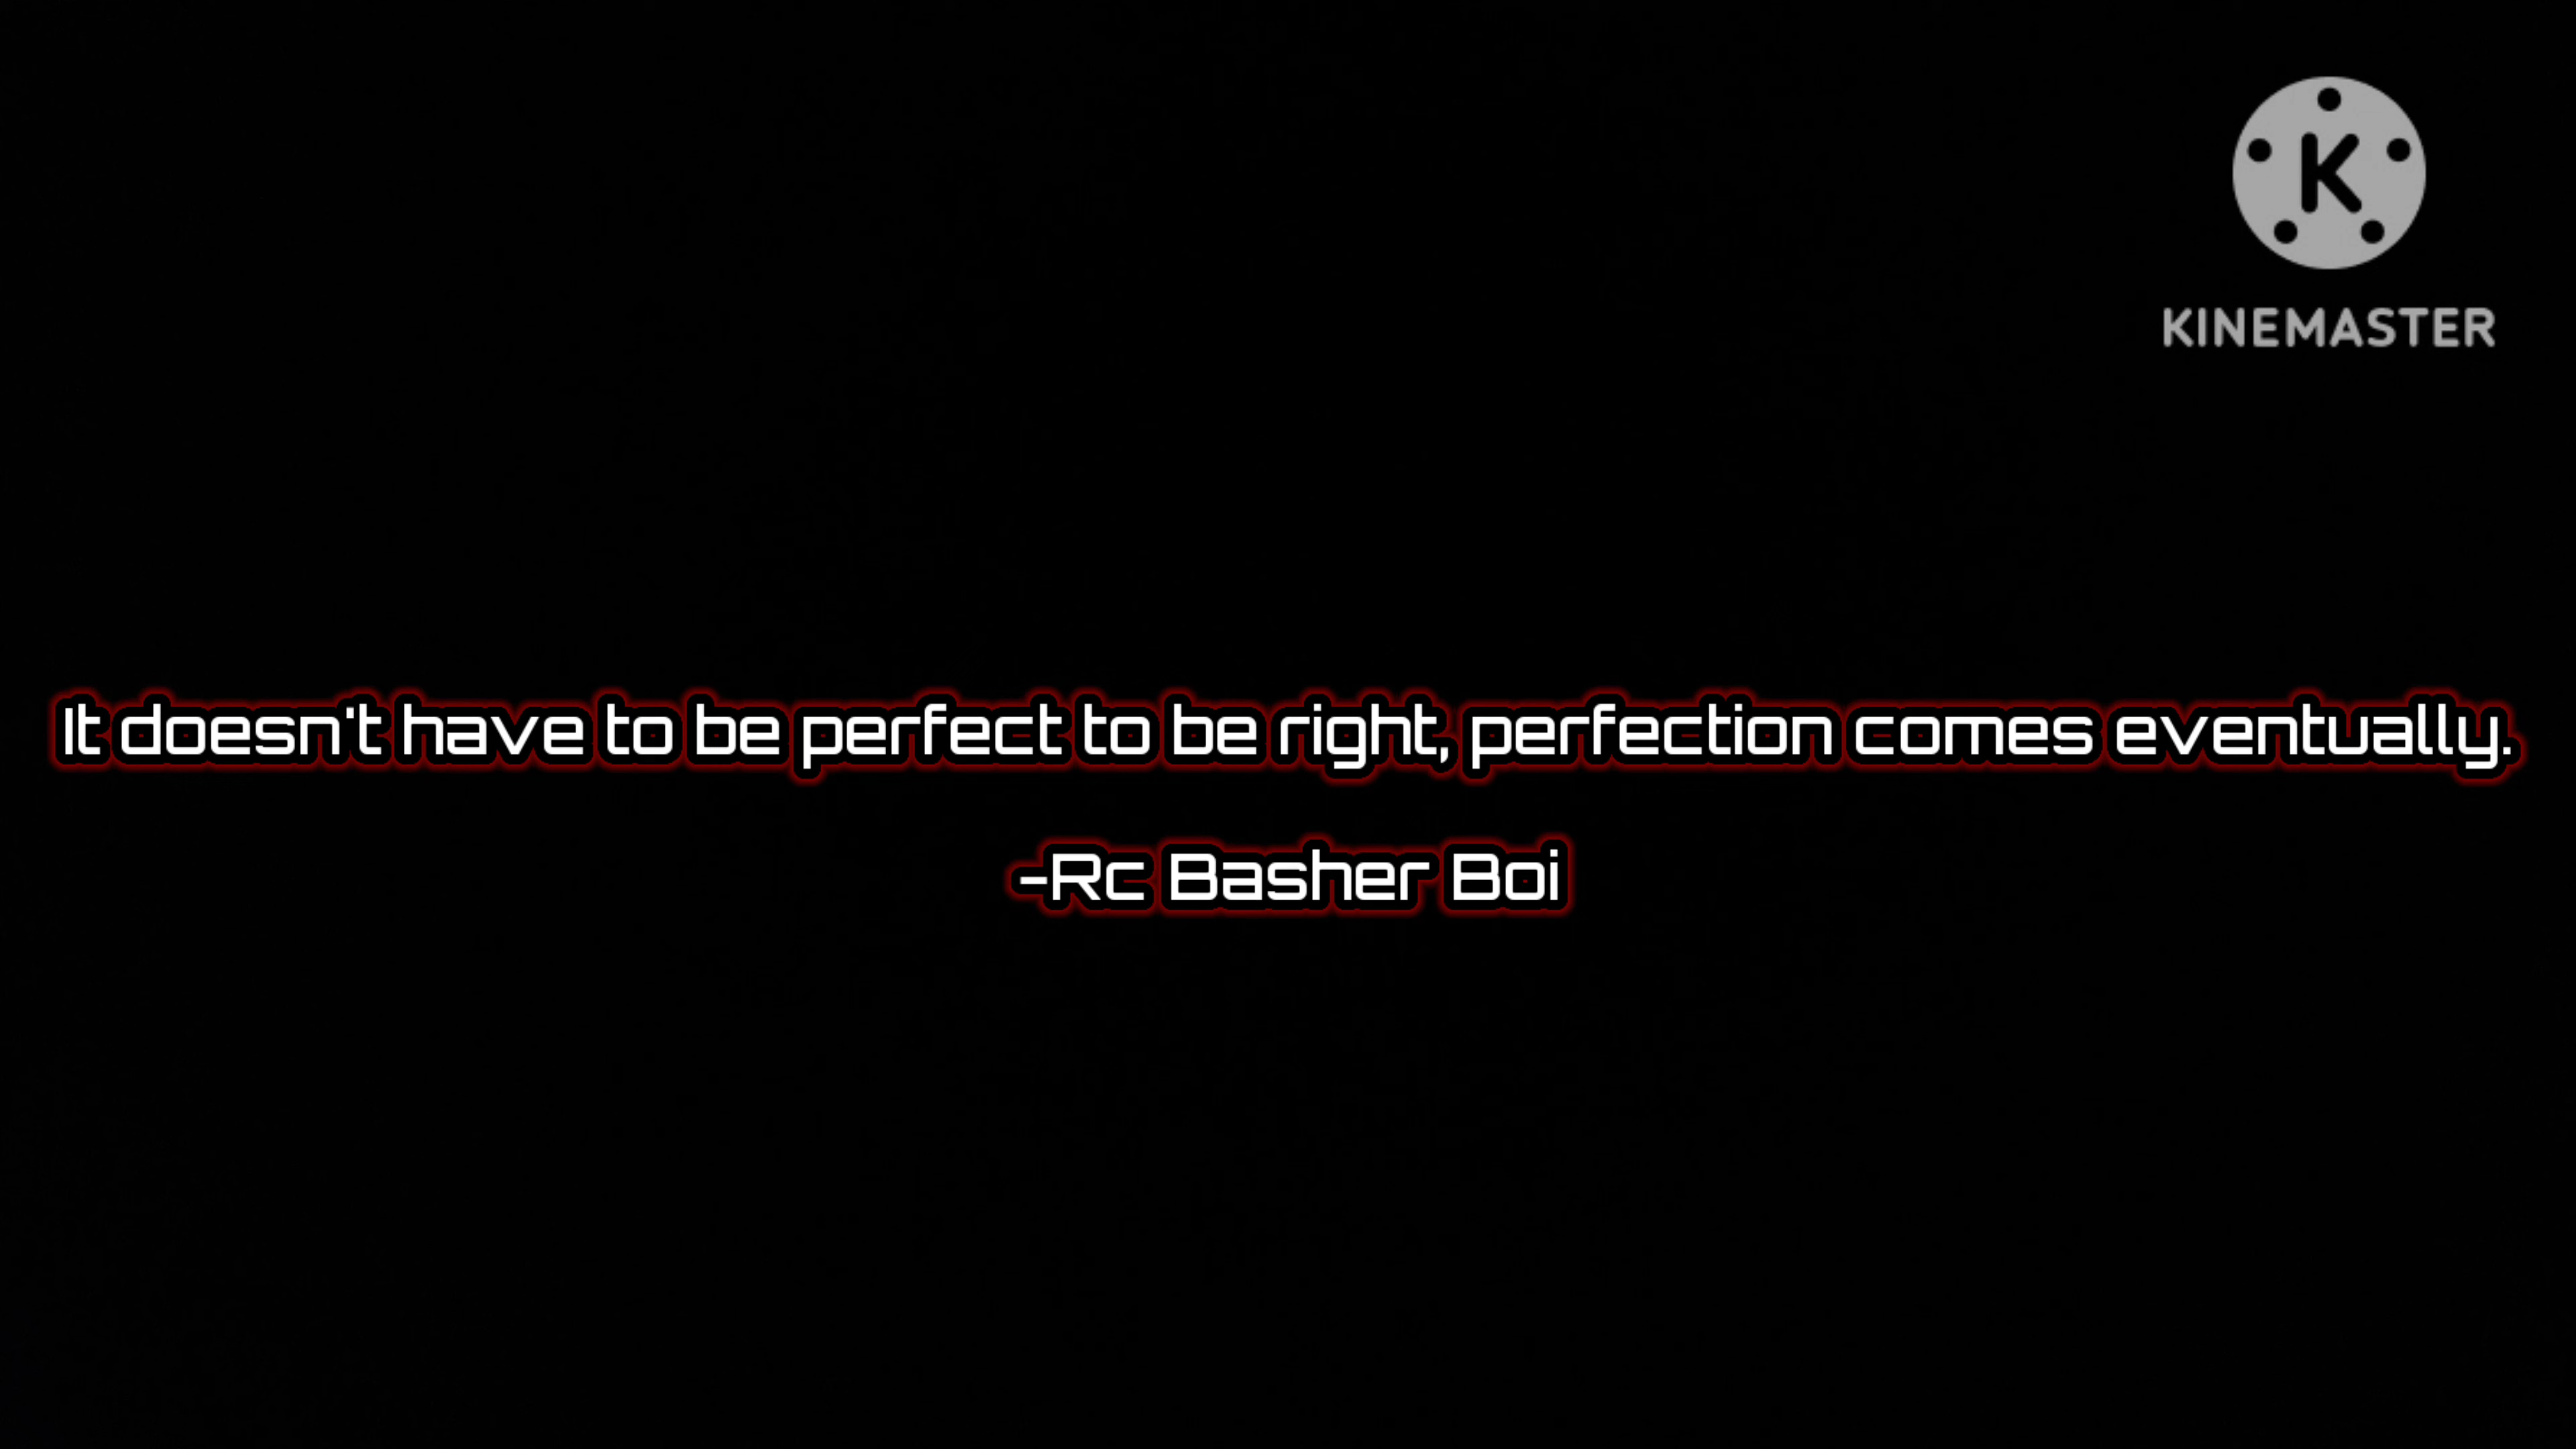 K
KINEMASTER
It doesn't have to be perfect to be right, perfection comes eventually.
-Rc Basher Boi